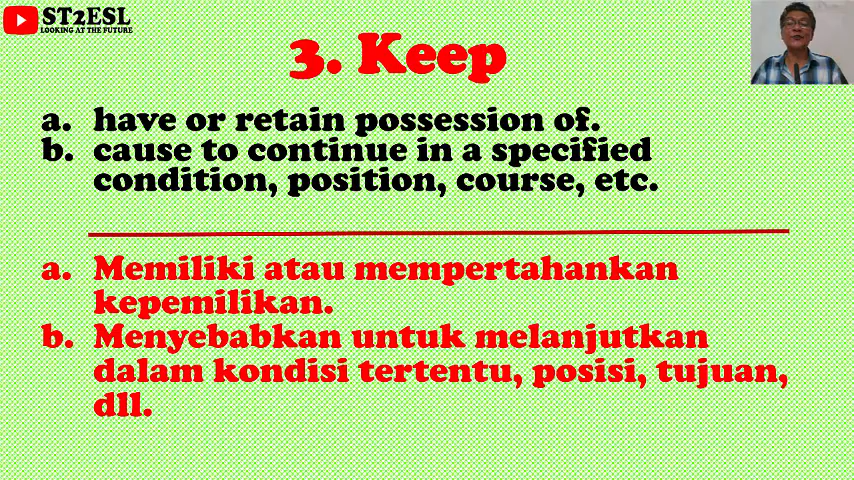 ST2ESL
LOOKING AT THE FUTURE
3. Keep
a. have or retain possession of.
b. cause to continue in a specified
condition, position, course, etc.
a. Memiliki atau mempertahankan
kepemilikan.
b. Menyebabkan untuk melanjutkan
dalam kondisi tertentu, posisi, tujuan,
dll.